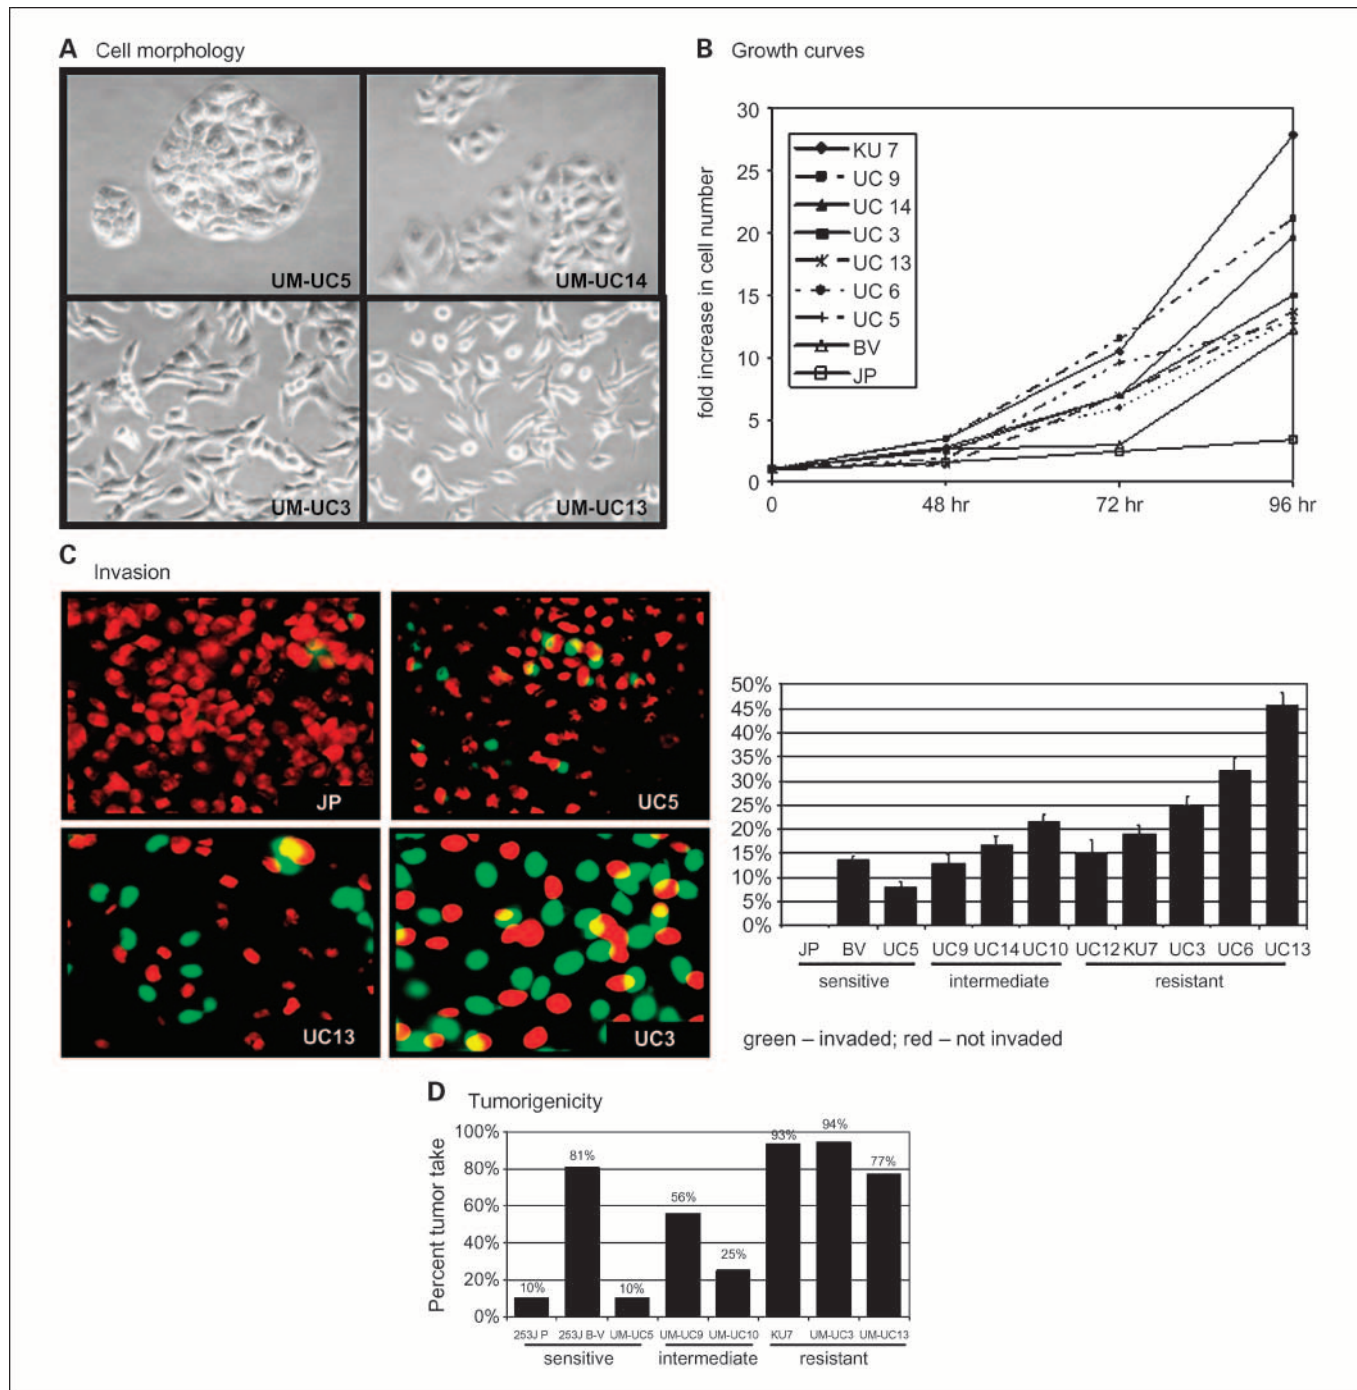 A Cell morphology
UM-UC5
UM-UC14
UM-UC3
UM-UC13
B Growth curves
fold increase in cell number
30
25
20
15
10
5
0
KU 7
UC 9
UC 14
UC 3
UC 13
UC 6
UC 5
BV
JP
0 48 hr 72 hr 96 hr
C Invasion
JP
UC5
UC13
UC3
50%
45%
40%
35%
30%
25%
20%
15%
10%
5%
0%
JP BV UC5 UC9 UC14 UC10 UC12 KU7 UC3 UC6 UC13
sensitive intermediate resistant
green – invaded; red – not invaded
D Tumorigenicity
Percent tumor take
100%
80%
60%
40%
20%
0%
10% 81% 10% 56% 25% 93% 94% 77%
253J P 253J B-V UM-UC5 UM-UC9 UM-UC10 KU7 UM-UC3 UM-UC13
sensitive intermediate resistant